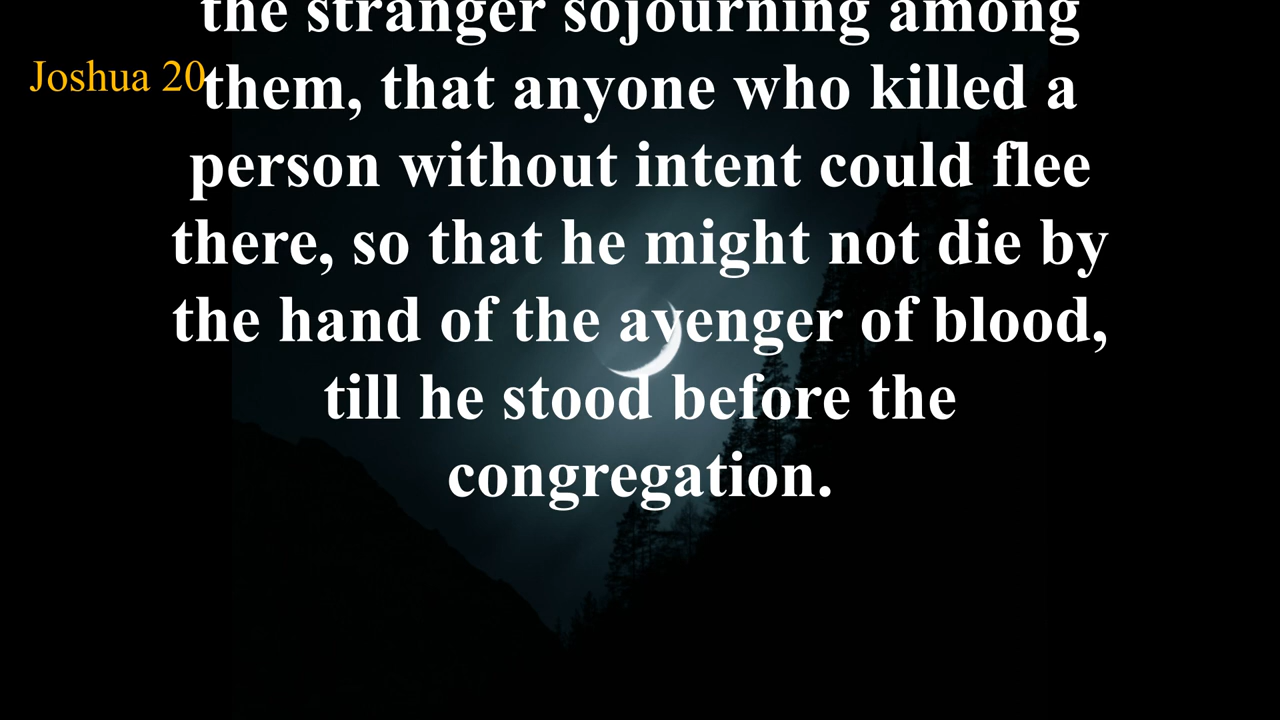 the stranger sojourning among
Joshua 20
them, that anyone who killed a
person without intent could flee
there, so that he might not die by
the hand of the avenger of blood,
till he stood before the
congregation.